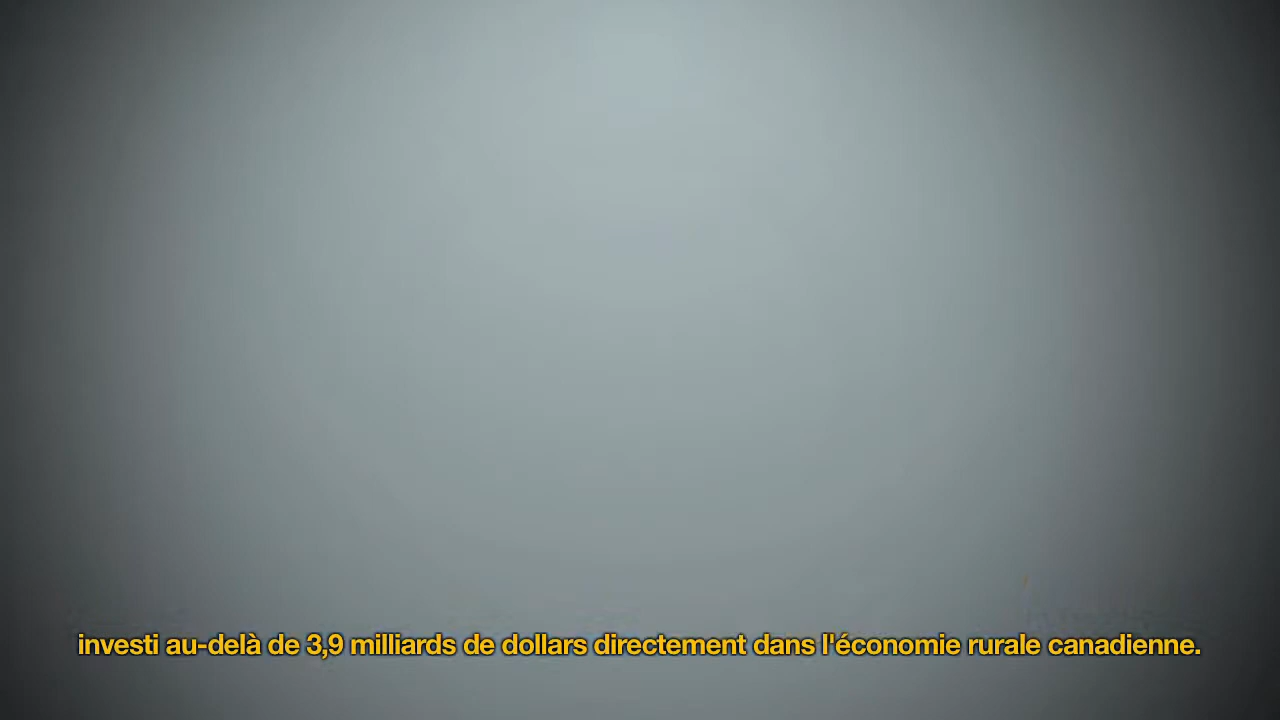 investi au-delà de 3,9 milliards de dollars directement dans l'économie rurale canadienne.